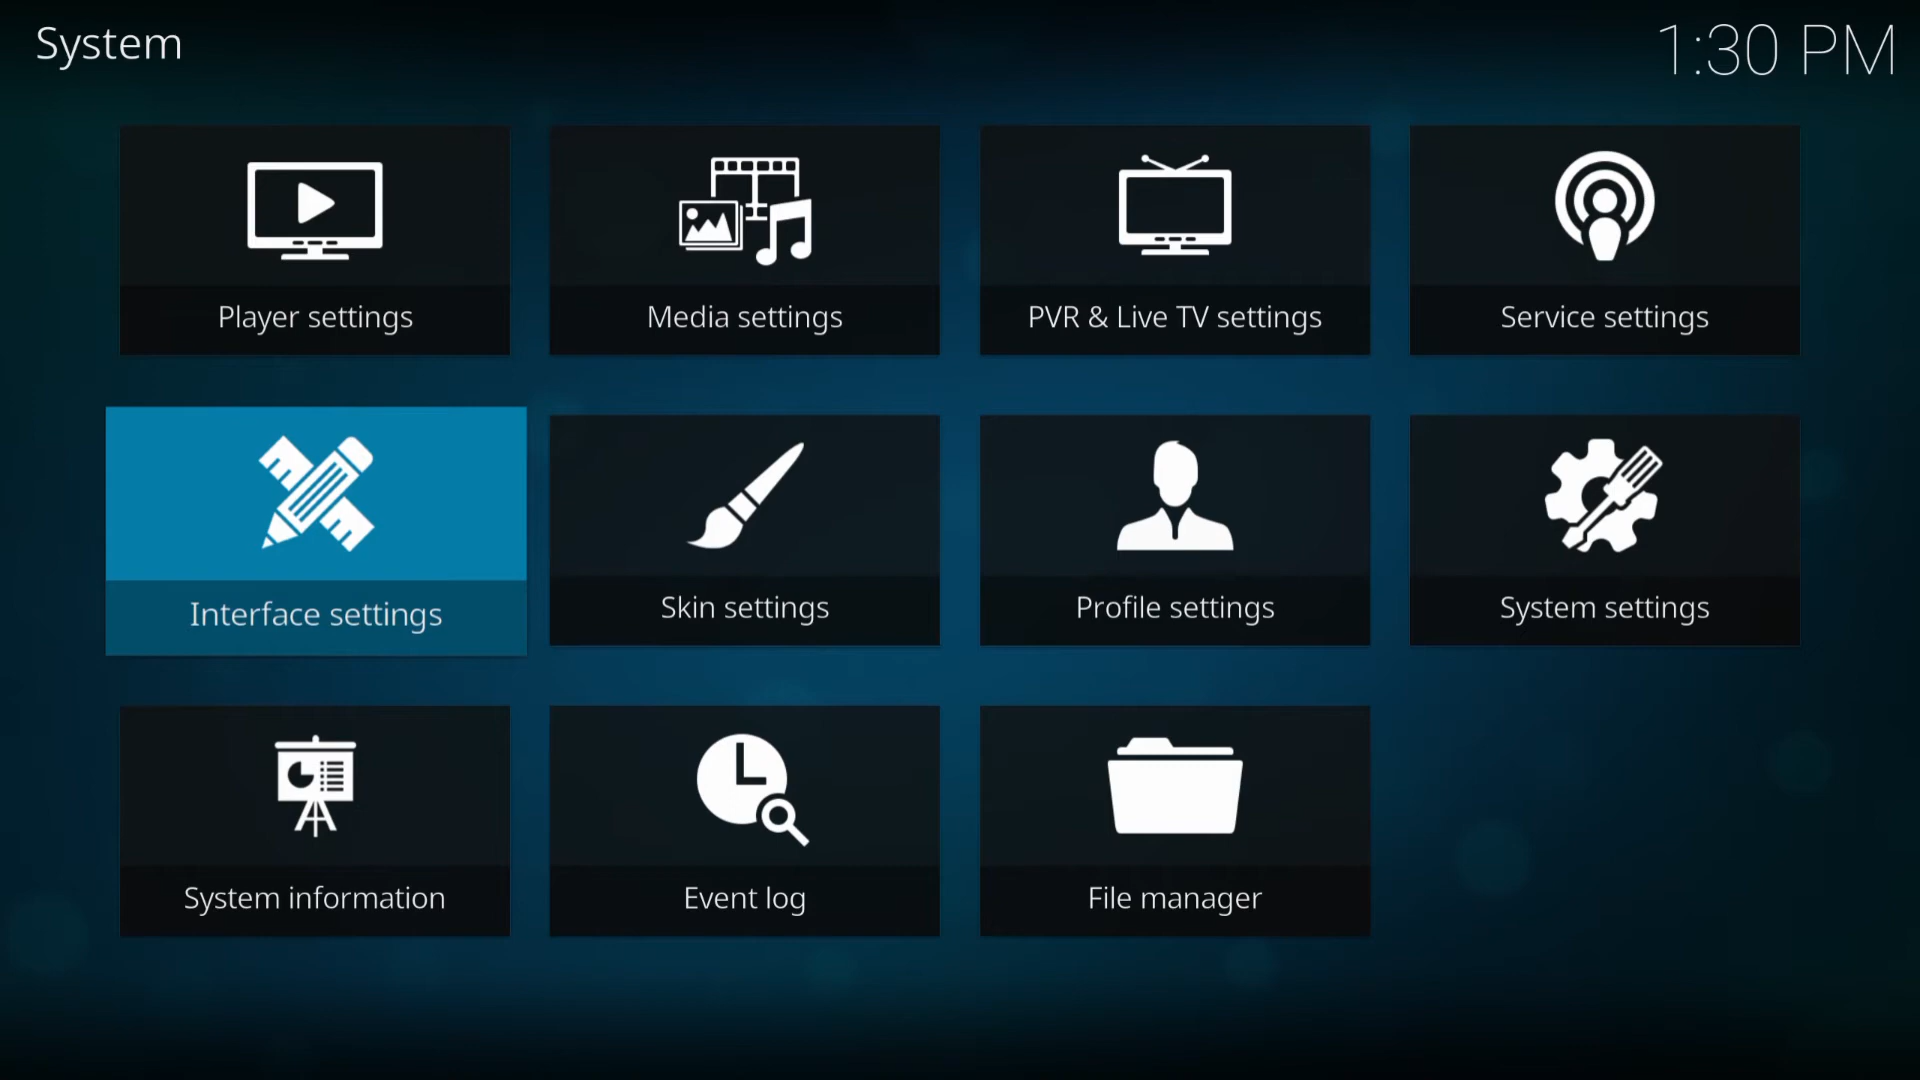 System
1:30 PM
Player settings
Media settings
PVR & Live TV settings
Service settings
Interface settings
Skin settings
Profile settings
System settings
System information
Event log
File manager